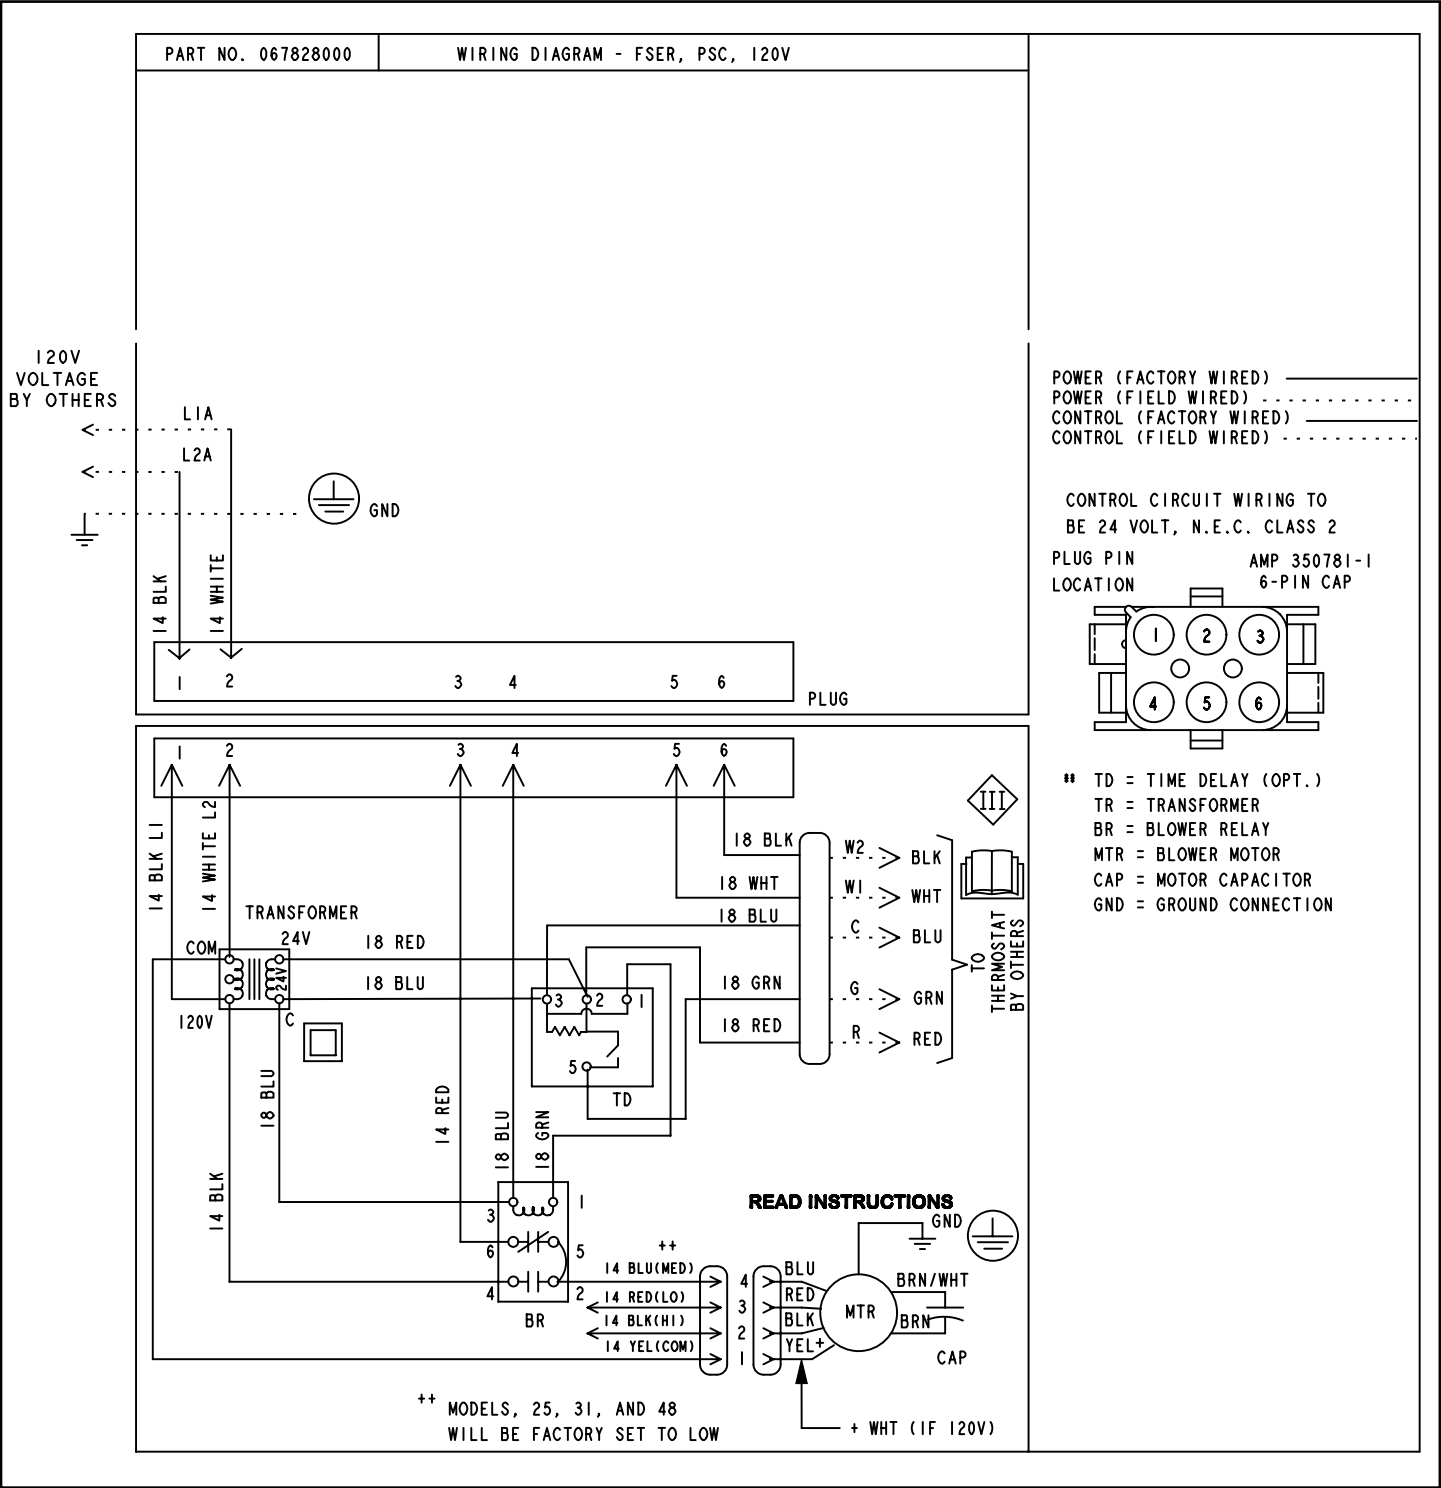 PART NO. 067828000
WIRING DIAGRAM - FSER, PSC, 120V
120V
VOLTAGE
BY OTHERS
L1A
L2A
GND
14 BLK
14 WHITE
1 2 3 4 5 6
PLUG
POWER (FACTORY WIRED)
POWER (FIELD WIRED)
CONTROL (FACTORY WIRED)
CONTROL (FIELD WIRED)
CONTROL CIRCUIT WIRING TO
BE 24 VOLT, N.E.C. CLASS 2
PLUG PIN
LOCATION
AMP 350781-1
6-PIN CAP
1 2 3
4 5 6
** TD = TIME DELAY (OPT.)
TR = TRANSFORMER
BR = BLOWER RELAY
MTR = BLOWER MOTOR
CAP = MOTOR CAPACITOR
GND = GROUND CONNECTION
1 2 3 4 5 6
III
14 BLK L1
14 WHITE L2
18 BLK
W2
BLK
18 WHT
W1
WHT
18 BLU
C
BLU
18 GRN
G
GRN
18 RED
R
RED
TO
THERMOSTAT
BY OTHERS
TRANSFORMER
COM
24V
24V
120V
C
18 RED
18 BLU
3 2 1
5
TD
18 BLU
14 RED
18 BLU
18 GRN
14 BLK
3
1
6
5
4
2
BR
READ INSTRUCTIONS
GND
++
14 BLU(MED)
14 RED(LO)
14 BLK(HI)
14 YEL(COM)
4
3
2
1
BLU
RED
BLK
YEL+
MTR
BRN/WHT
BRN
CAP
+ WHT (IF 120V)
++ MODELS, 25, 31, AND 48
WILL BE FACTORY SET TO LOW